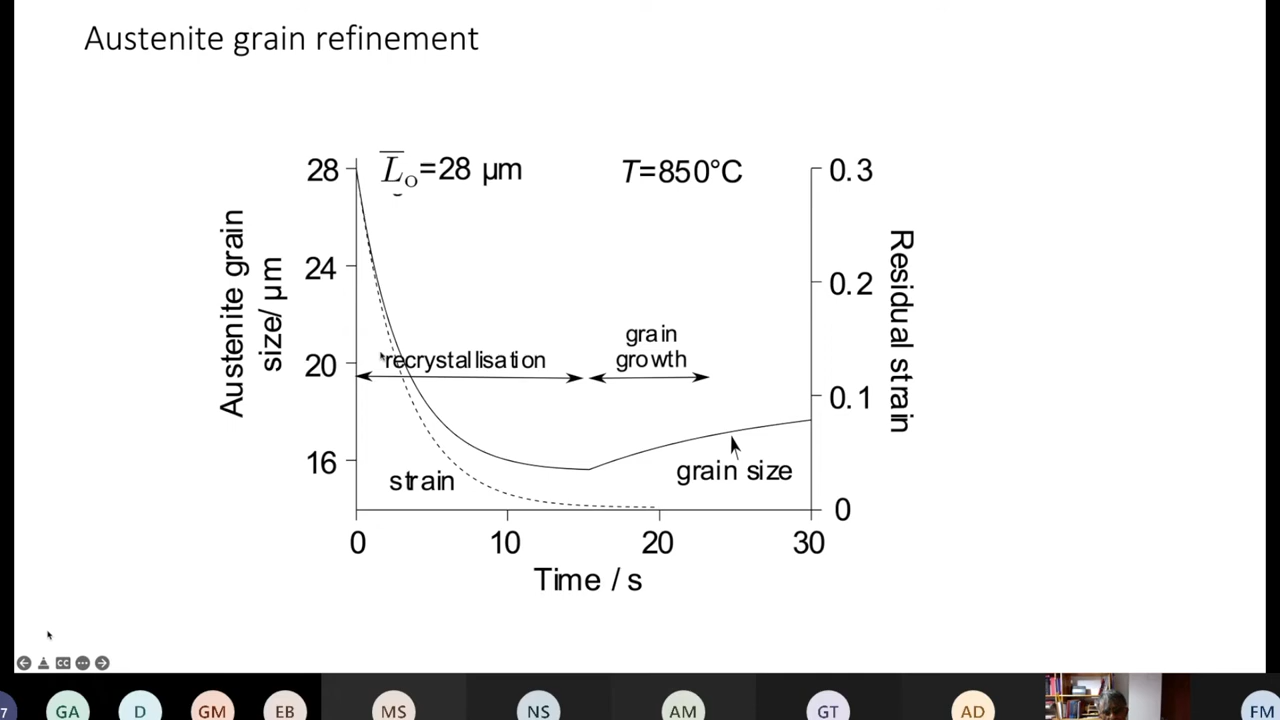 Austenite grain refinement
L̅o=28 µm
T=850°C
28
24
20
16
Austenite grain
size/ µm
0.3
0.2
0.1
0
Residual strain
recrystallisation
grain
growth
strain
grain size
0
10
20
30
Time / s
CC
7
GA
D
GM
EB
MS
NS
AM
GT
AD
FM